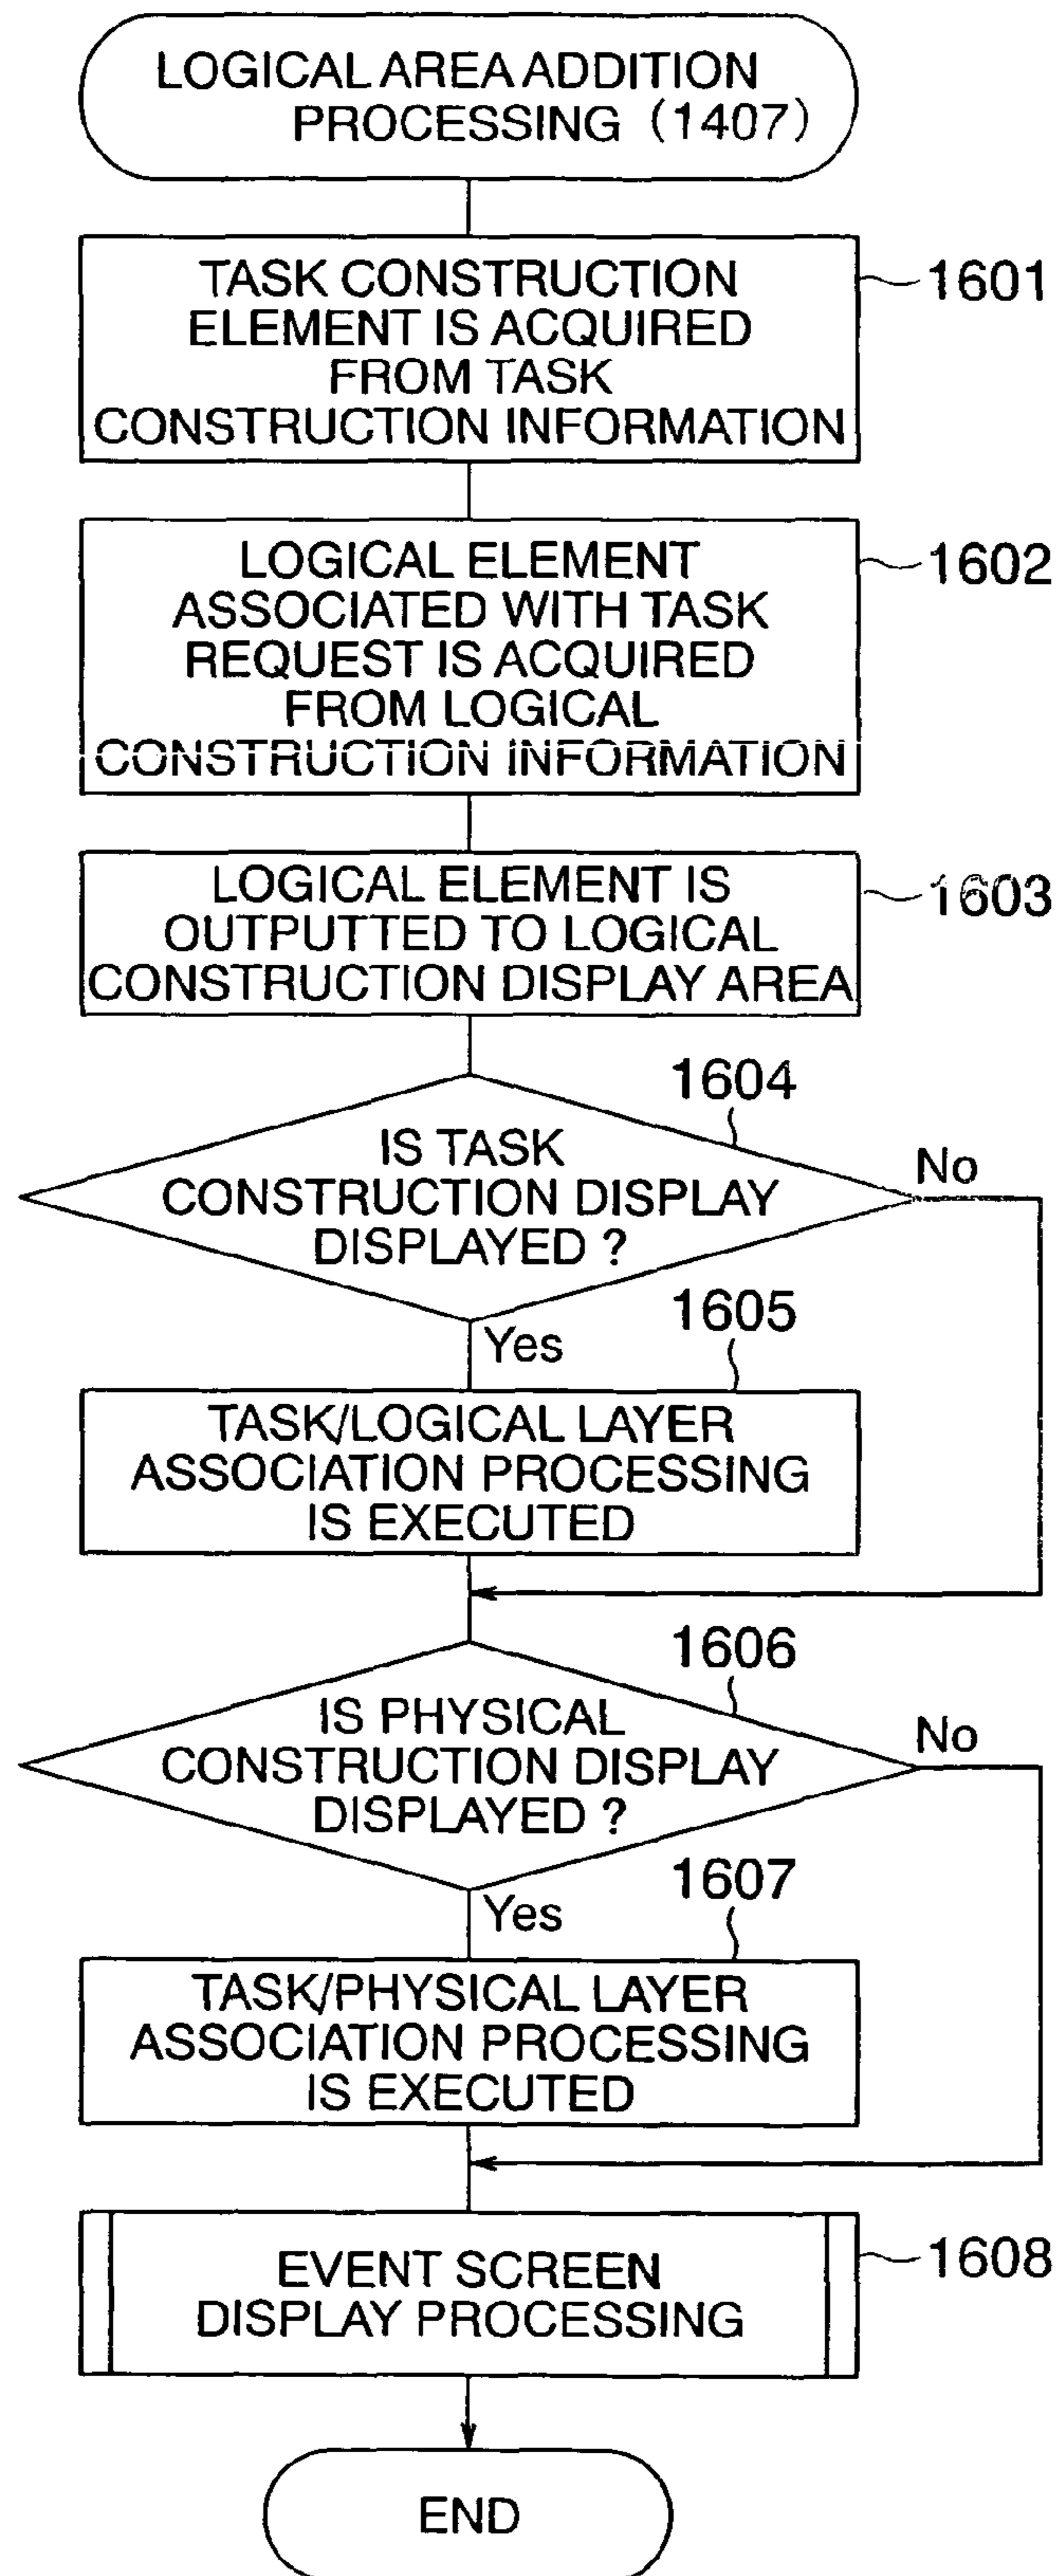 LOGICAL AREA ADDITION
PROCESSING (1407)
TASK CONSTRUCTION
ELEMENT IS ACQUIRED
FROM TASK
CONSTRUCTION INFORMATION
1601
LOGICAL ELEMENT
ASSOCIATED WITH TASK
REQUEST IS ACQUIRED
FROM LOGICAL
CONSTRUCTION INFORMATION
1602
LOGICAL ELEMENT IS
OUTPUTTED TO LOGICAL
CONSTRUCTION DISPLAY AREA
1603
1604
IS TASK
CONSTRUCTION DISPLAY
DISPLAYED ?
No
Yes
1605
TASK/LOGICAL LAYER
ASSOCIATION PROCESSING
IS EXECUTED
1606
IS PHYSICAL
CONSTRUCTION DISPLAY
DISPLAYED ?
No
Yes
1607
TASK/PHYSICAL LAYER
ASSOCIATION PROCESSING
IS EXECUTED
EVENT SCREEN
DISPLAY PROCESSING
1608
END